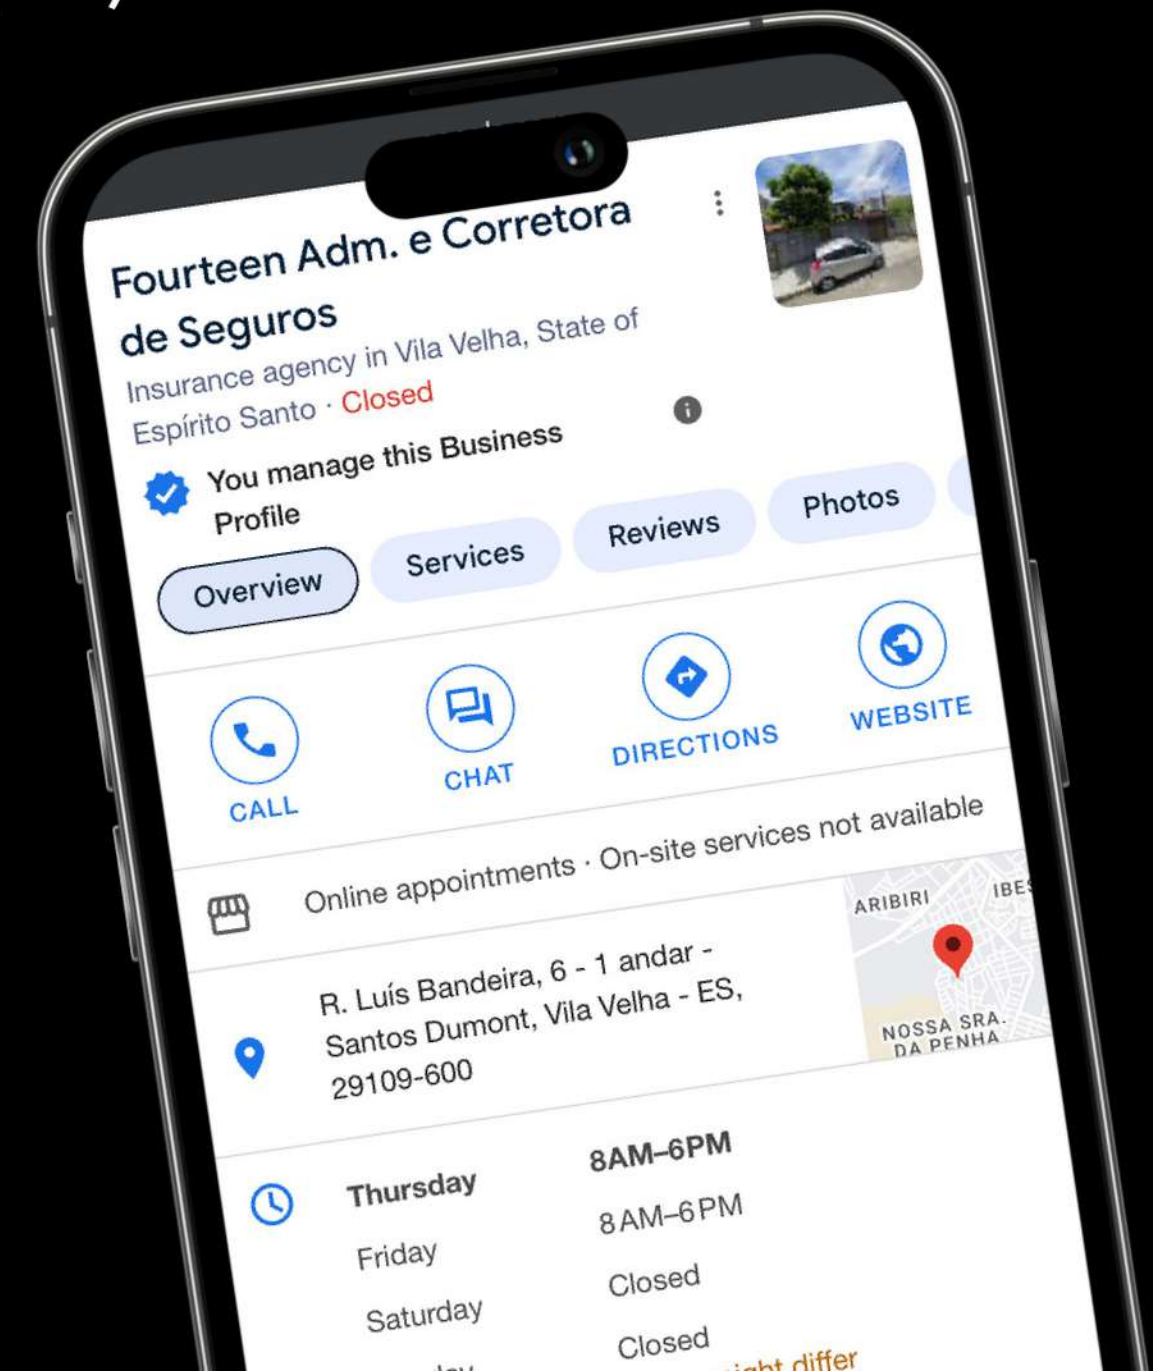 Fourteen Adm. e Corretora
de Seguros
Insurance agency in Vila Velha, State of
Espírito Santo · Closed
You manage this Business
Profile
Overview
Services
Reviews
Photos
CALL
CHAT
DIRECTIONS
WEBSITE
Online appointments · On-site services not available
R. Luís Bandeira, 6 - 1 andar -
Santos Dumont, Vila Velha - ES,
29109-600
ARIBIRI
NOSSA SRA.
DA PENHA
Thursday 8AM–6PM
Friday 8AM–6PM
Saturday Closed
Closed
differ